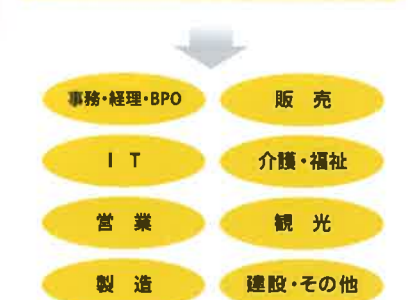 事務・経理・BPO
販 売
I T
介護・福祉
営 業
観 光
製 造
建設・その他